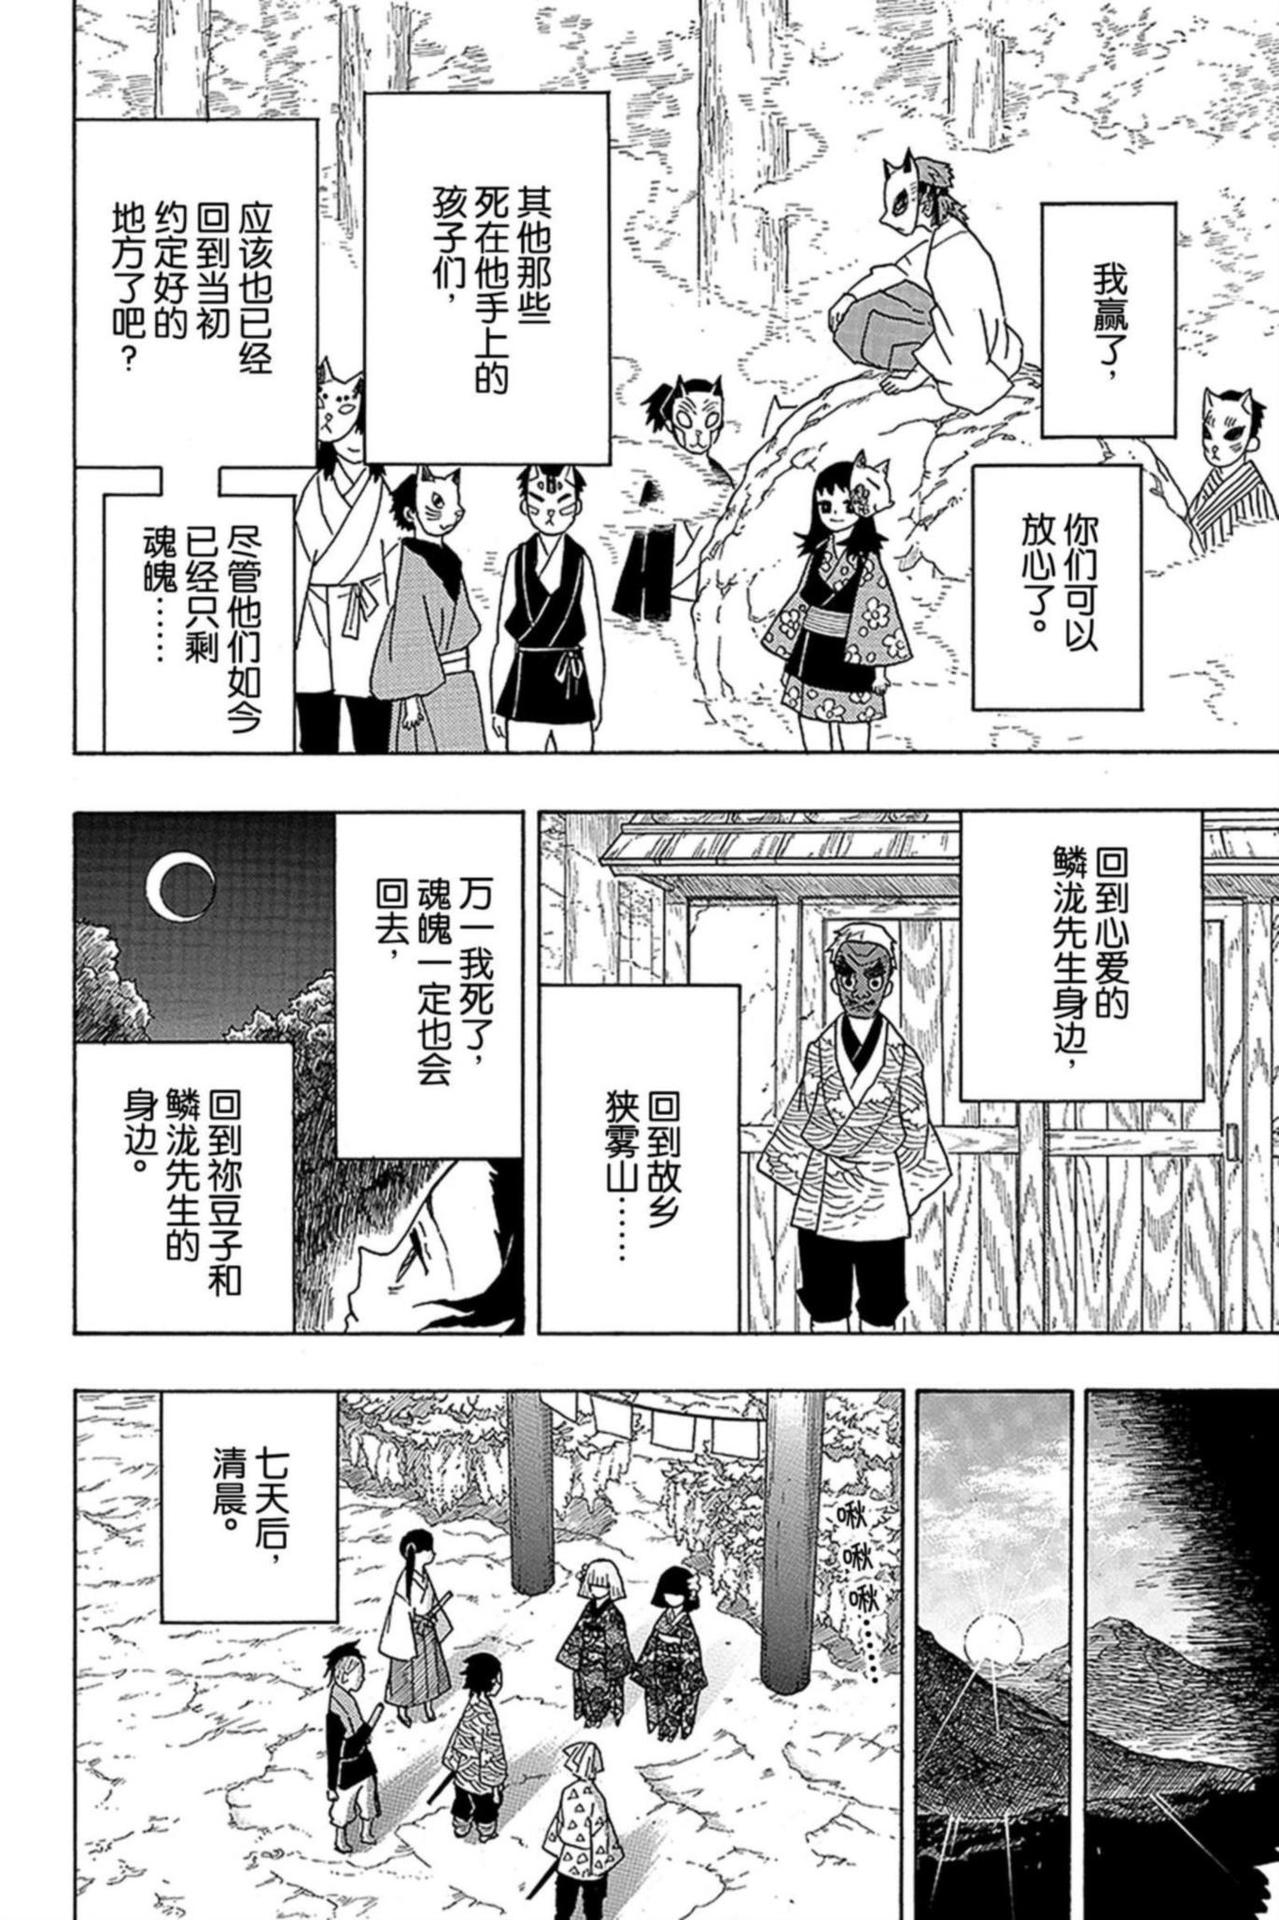 我赢了，
你们可以
放心了。
其他那些
死在他手上的
孩子们，
应该也已经
回到当初
约定好的
地方了吧？
尽管他们如今
已经只剩
魂魄……
回到心爱的
鳞泷先生身边，
回到故乡
狭雾山……
万一我死了，
魂魄一定也会
回去，
回到祢豆子和
鳞泷先生的
身边。
啾啾啾……
七天后，
清晨。